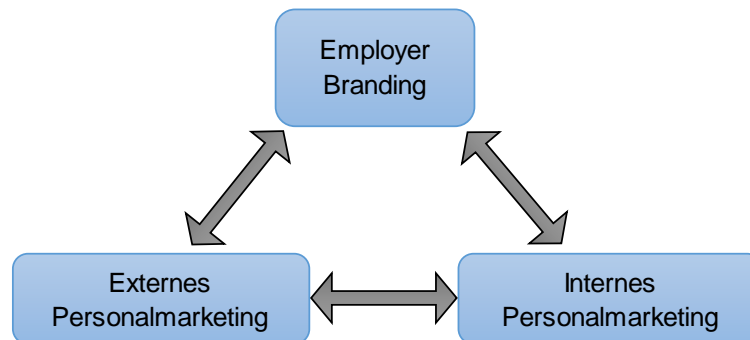 Employer
Branding
Externes
Personalmarketing
Internes
Personalmarketing